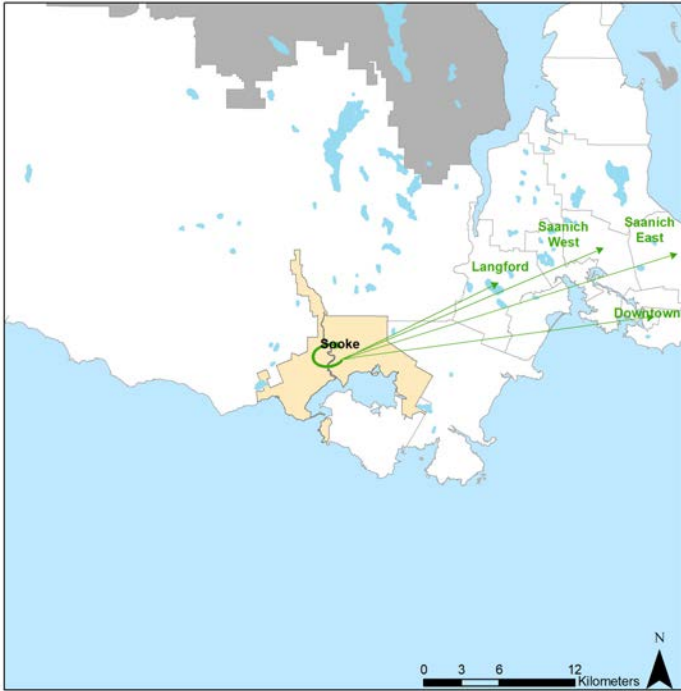 Saanich
West
Saanich
East
Langford
Downtown
Sooke
N
0 3 6 12
Kilometers